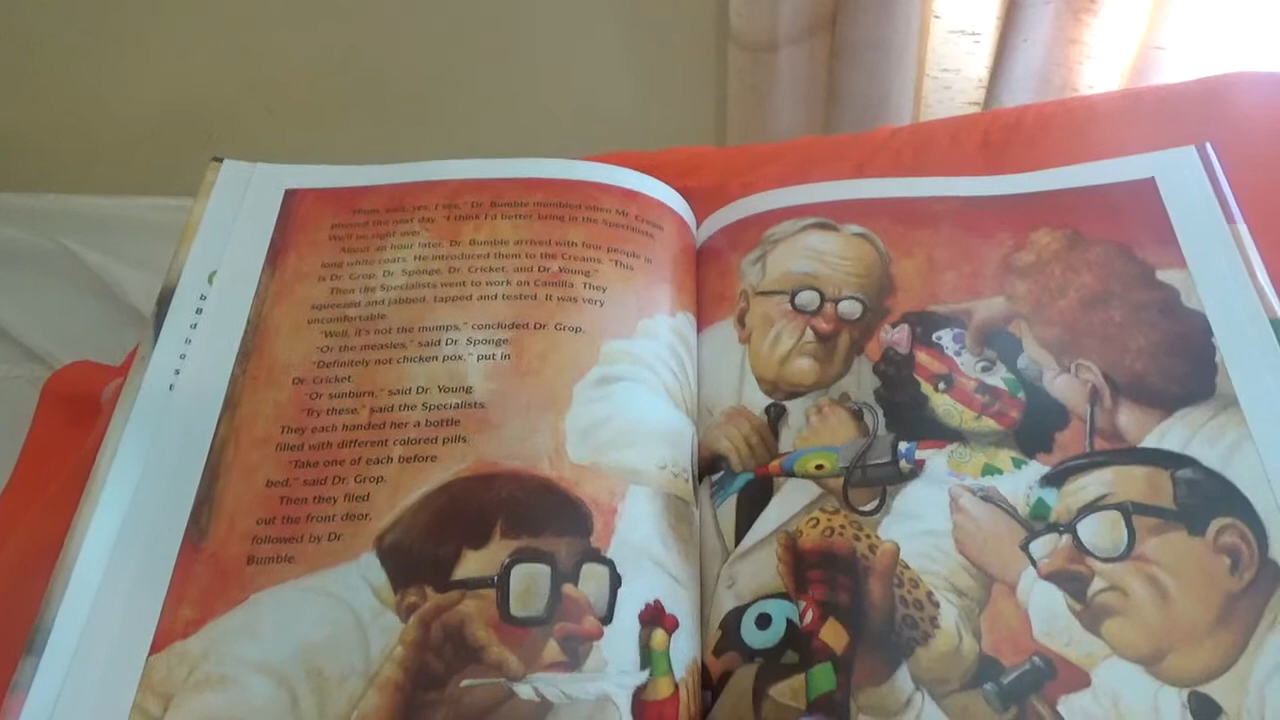 "Hmm, wait, yes, I see," Dr. Bumble mumbled when Mr. Cream
phoned the next day. "I think I'd better bring in the Specialists.
We'll be right over."
About an hour later, Dr. Bumble arrived with four people in
long white coats. He introduced them to the Creams. "This
is Dr. Grop, Dr. Sponge, Dr. Cricket, and Dr. Young."
Then the Specialists went to work on Camilla. They
squeezed and jabbed, tapped and tested. It was very
uncomfortable.
"Well, it's not the mumps," concluded Dr. Grop.
"Or the measles," said Dr. Sponge.
"Definitely not chicken pox," put in
Dr. Cricket.
"Or sunburn," said Dr. Young.
"Try these," said the Specialists.
They each handed her a bottle
filled with different colored pills.
"Take one of each before
bed," said Dr. Grop.
Then they filed
out the front door,
followed by Dr.
Bumble.